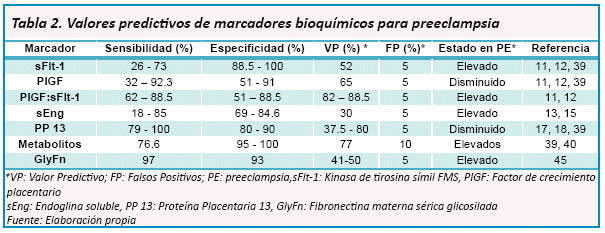 Tabla 2. Valores predictivos de marcadores bioquímicos para preeclampsia
Marcador Sensibilidad (%) Especificidad (%) VP (%) * FP (%)* Estado en PE* Referencia
sFlt-1 26 - 73 88.5 - 100 52 5 Elevado 11, 12, 39
PlGF 32 – 92.3 51 - 91 65 5 Disminuido 11, 12, 39
PlGF:sFlt-1 62 – 88.5 51 – 88.5 82 – 88.5 5 Elevado 11, 12
sEng 18 - 85 69 - 84.6 30 5 Elevado 13, 15
PP 13 79 - 100 80 - 90 37.5 - 80 5 Disminuido 17, 18, 39
Metabolitos 76.6 95 - 100 77 10 Elevados 39, 40
GlyFn 97 93 41-50 5 Elevado 45
*VP: Valor Predictivo; FP: Falsos Positivos; PE: preeclampsia,sFlt-1: Kinasa de tirosina símil FMS, PlGF: Factor de crecimiento
placentario
sEng: Endoglina soluble, PP 13: Proteína Placentaria 13, GlyFn: Fibronectina materna sérica glicosilada
Fuente: Elaboración propia